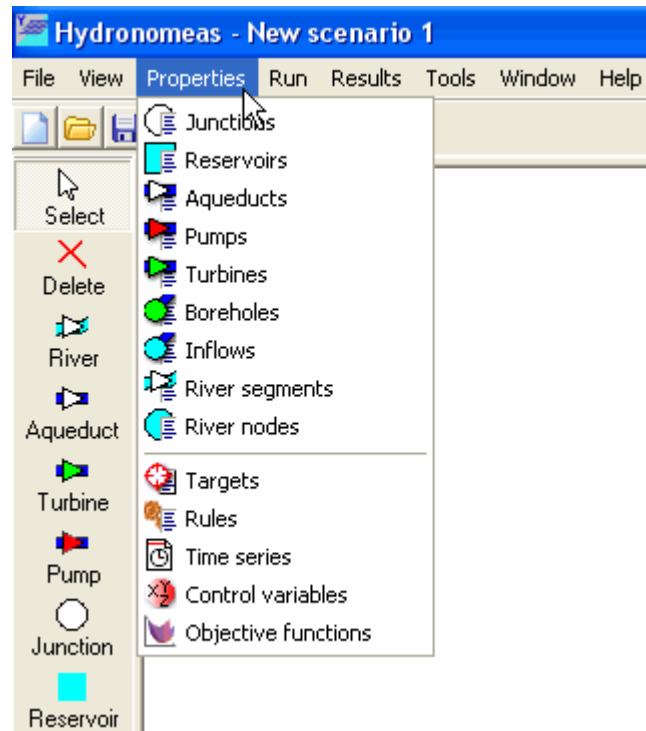 Hydronomeas - New scenario 1
File View Properties Run Results Tools Window Help
Junctions
Reservoirs
Aqueducts
Pumps
Turbines
Boreholes
Inflows
River segments
River nodes
Targets
Rules
Time series
Control variables
Objective functions
Select
Delete
River
Aqueduct
Turbine
Pump
Junction
Reservoir